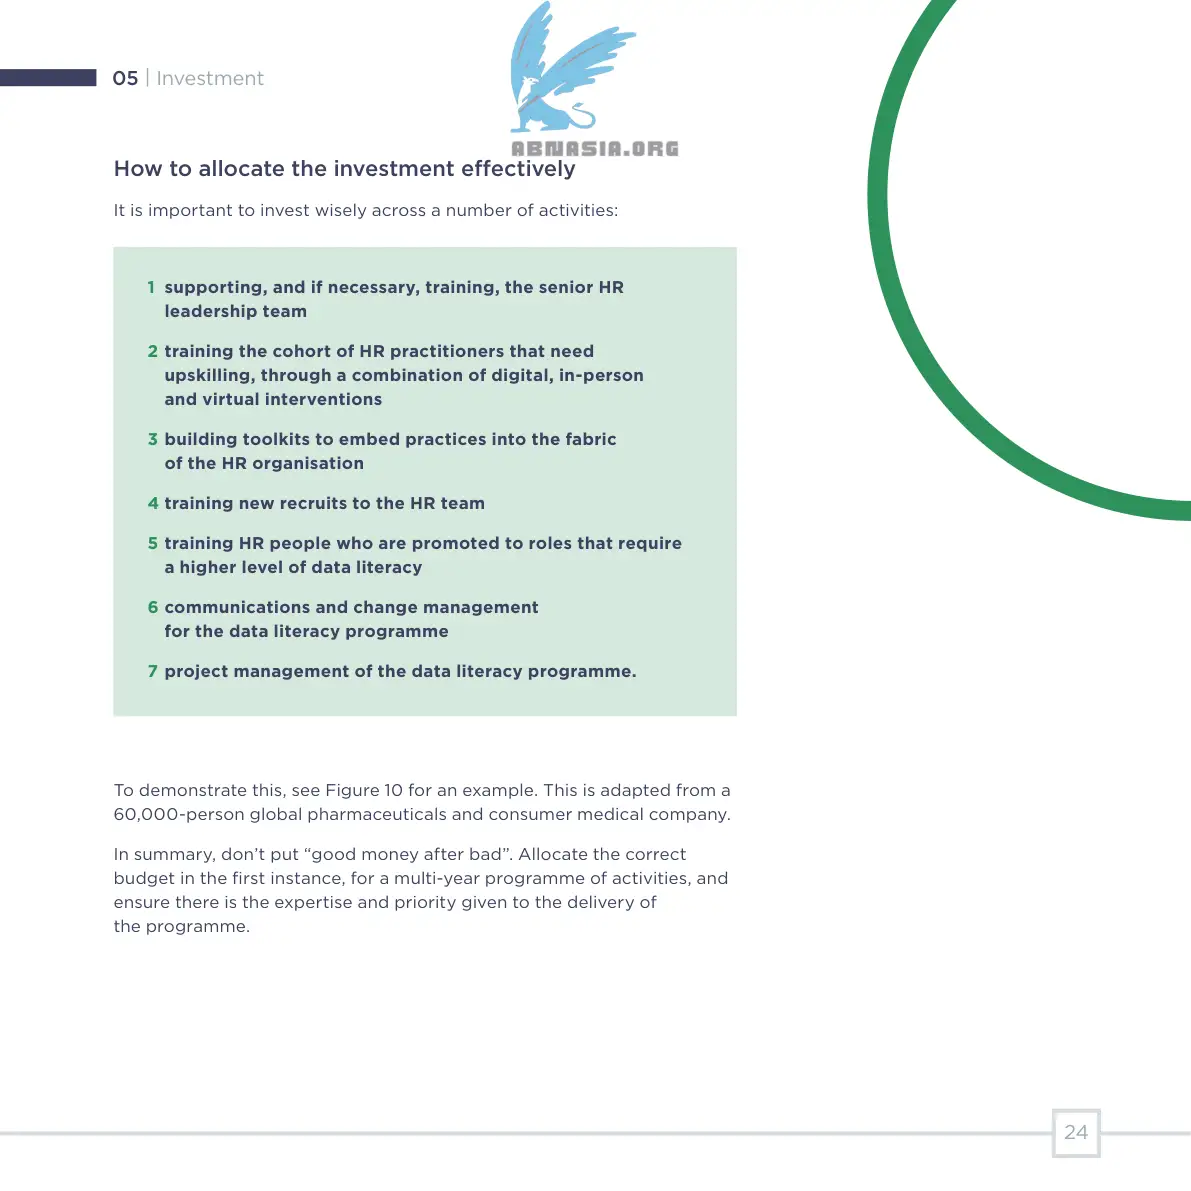 05 | Investment
ABNASIA.ORG
How to allocate the investment effectively
It is important to invest wisely across a number of activities:
1 supporting, and if necessary, training, the senior HR
leadership team
2 training the cohort of HR practitioners that need
upskilling, through a combination of digital, in-person
and virtual interventions
3 building toolkits to embed practices into the fabric
of the HR organisation
4 training new recruits to the HR team
5 training HR people who are promoted to roles that require
a higher level of data literacy
6 communications and change management
for the data literacy programme
7 project management of the data literacy programme.
To demonstrate this, see Figure 10 for an example. This is adapted from a
60,000-person global pharmaceuticals and consumer medical company.
In summary, don’t put “good money after bad”. Allocate the correct
budget in the first instance, for a multi-year programme of activities, and
ensure there is the expertise and priority given to the delivery of
the programme.
24